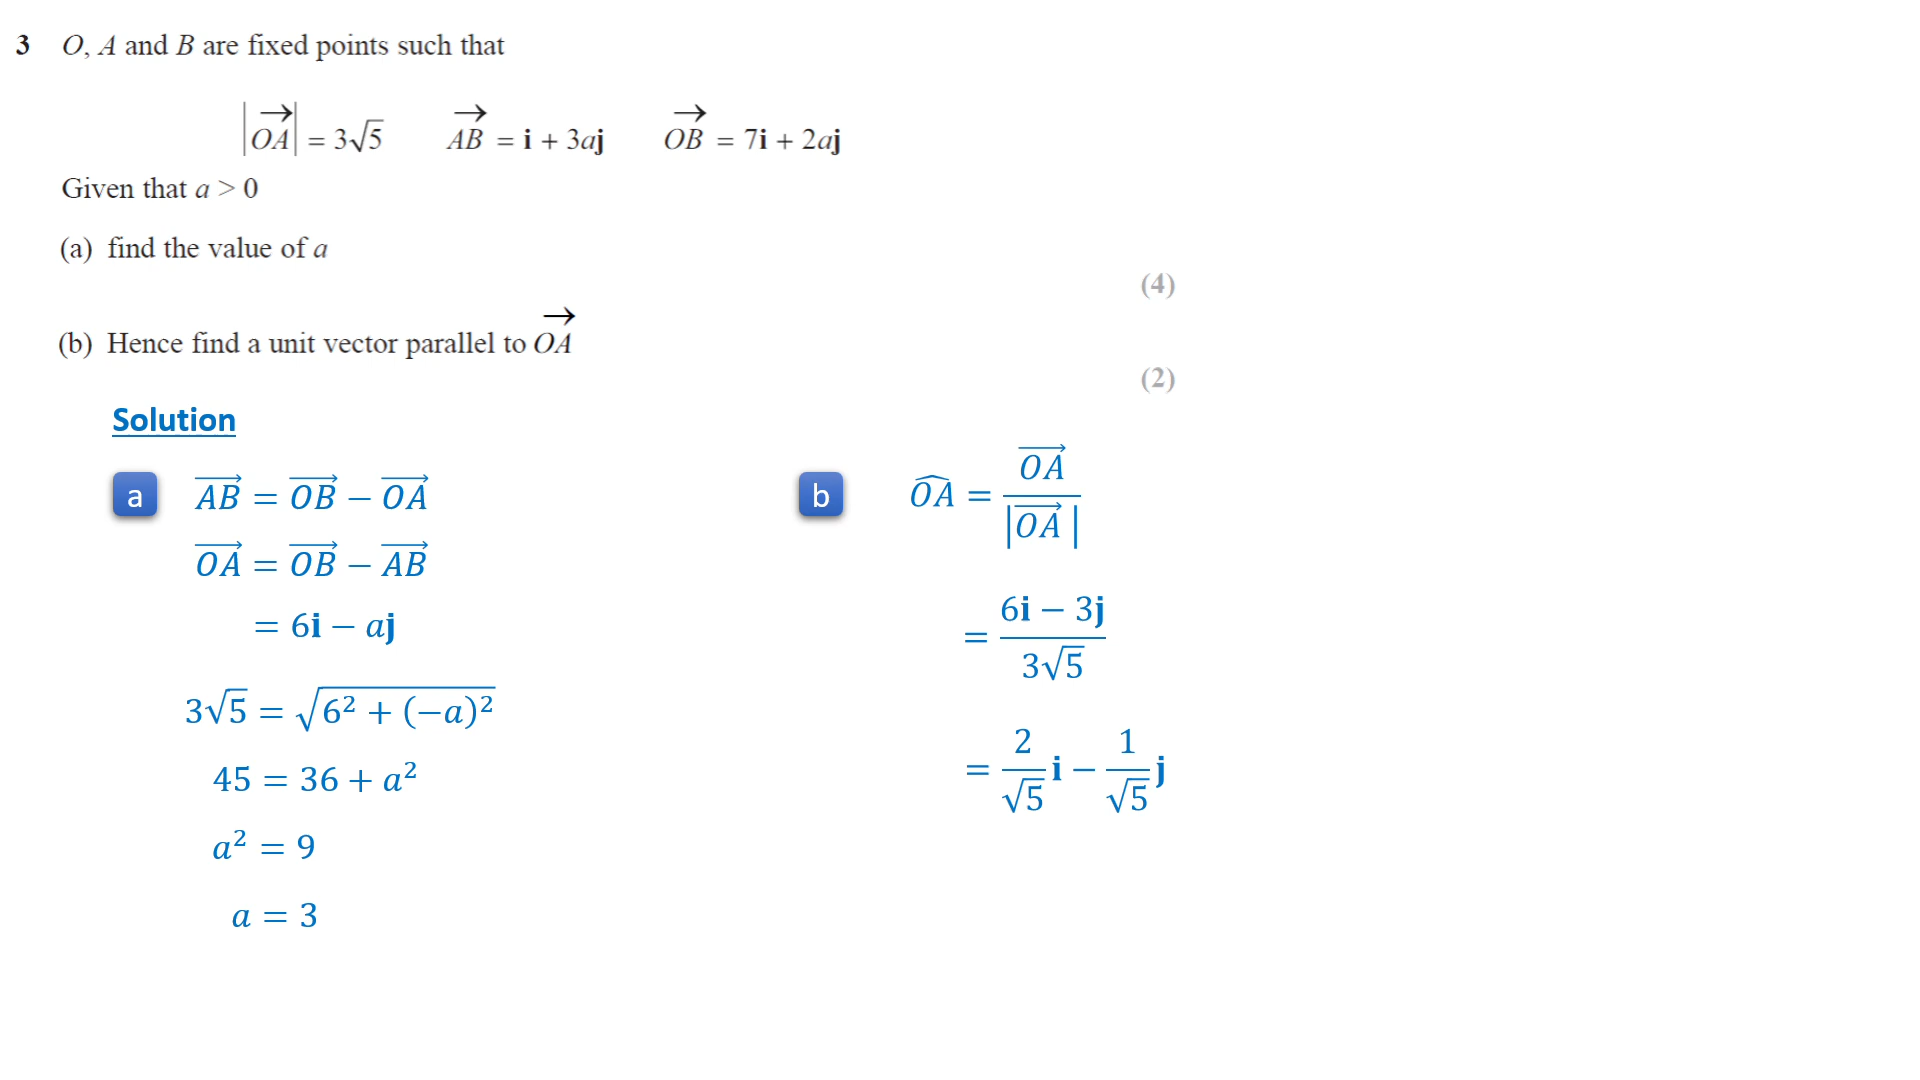 3 O, A and B are fixed points such that
|OA→| = 3√5 AB→ = i + 3aj OB→ = 7i + 2aj
Given that a > 0
(a) find the value of a
(4)
(b) Hence find a unit vector parallel to OA→
(2)
Solution
a AB→ = OB→ − OA→
OA→ = OB→ − AB→
= 6i − aj
3√5 = √(6² + (−a)²)
45 = 36 + a²
a² = 9
a = 3
b OA^ = OA→ / |OA→|
= (6i − 3j) / 3√5
= 2/√5 i − 1/√5 j